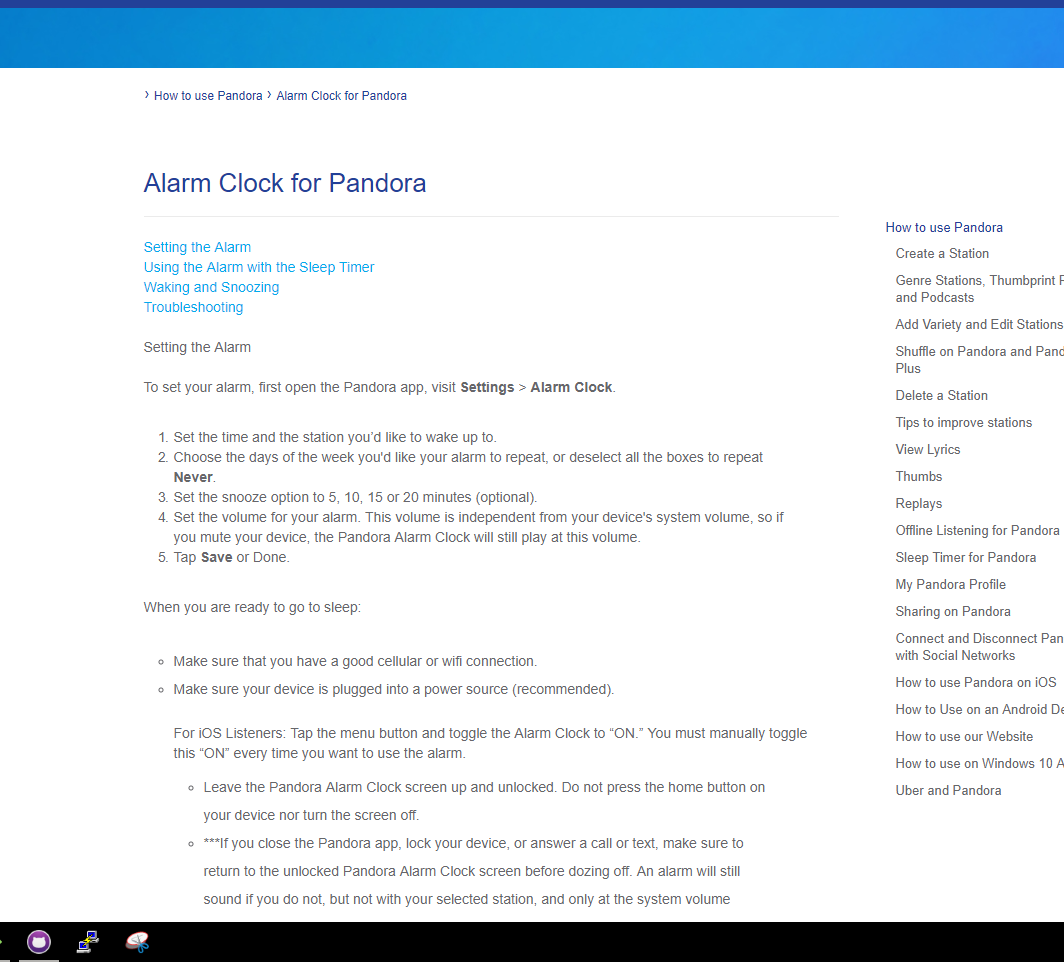 › How to use Pandora › Alarm Clock for Pandora
Alarm Clock for Pandora
Setting the Alarm
Using the Alarm with the Sleep Timer
Waking and Snoozing
Troubleshooting
Setting the Alarm
To set your alarm, first open the Pandora app, visit Settings > Alarm Clock.
1. Set the time and the station you’d like to wake up to.
2. Choose the days of the week you'd like your alarm to repeat, or deselect all the boxes to repeat
Never.
3. Set the snooze option to 5, 10, 15 or 20 minutes (optional).
4. Set the volume for your alarm. This volume is independent from your device's system volume, so if
you mute your device, the Pandora Alarm Clock will still play at this volume.
5. Tap Save or Done.
When you are ready to go to sleep:
Make sure that you have a good cellular or wifi connection.
Make sure your device is plugged into a power source (recommended).
For iOS Listeners: Tap the menu button and toggle the Alarm Clock to “ON.” You must manually toggle
this “ON” every time you want to use the alarm.
Leave the Pandora Alarm Clock screen up and unlocked. Do not press the home button on
your device nor turn the screen off.
***If you close the Pandora app, lock your device, or answer a call or text, make sure to
return to the unlocked Pandora Alarm Clock screen before dozing off. An alarm will still
sound if you do not, but not with your selected station, and only at the system volume
How to use Pandora
Create a Station
Genre Stations, Thumbprint
and Podcasts
Add Variety and Edit Stations
Shuffle on Pandora and
Plus
Delete a Station
Tips to improve stations
View Lyrics
Thumbs
Replays
Offline Listening for Pandora
Sleep Timer for Pandora
My Pandora Profile
Sharing on Pandora
Connect and Disconnect
with Social Networks
How to use Pandora on iOS
How to Use on an Android
How to use our Website
How to use on Windows 10
Uber and Pandora